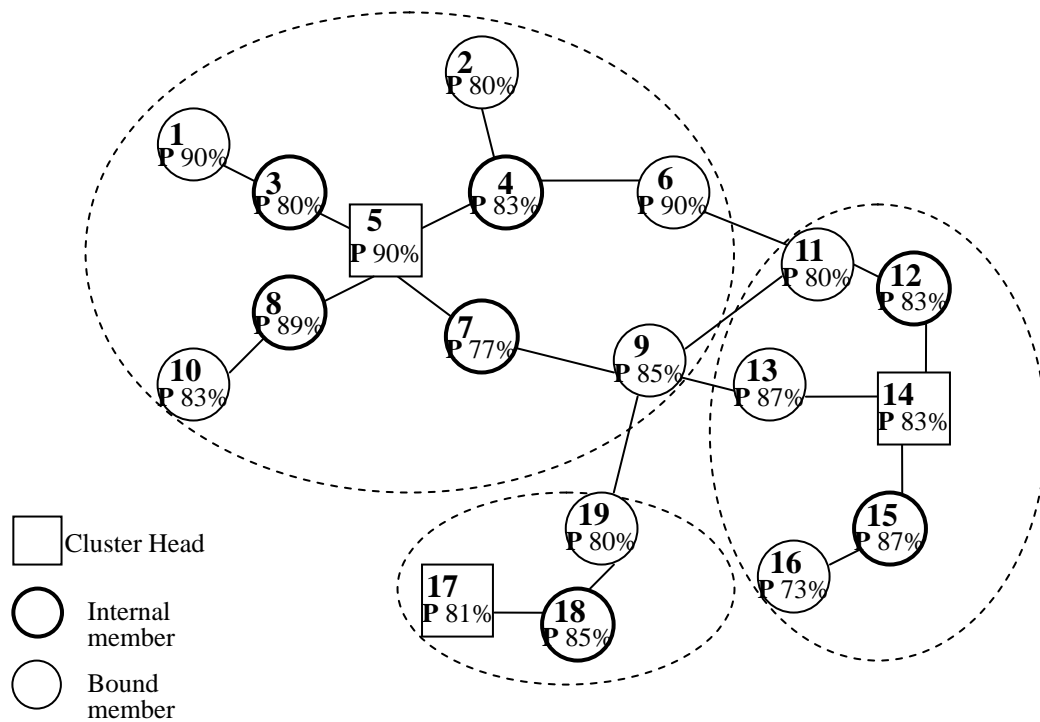 2
P 80%
1
P 90%
3
P 80%
4
P 83%
6
P 90%
5
P 90%
11
P 80%
12
P 83%
8
P 89%
7
P 77%
9
P 85%
10
P 83%
13
P 87%
14
P 83%
19
P 80%
15
P 87%
Cluster Head
16
P 73%
17
P 81%
18
P 85%
Internal
member
Bound
member